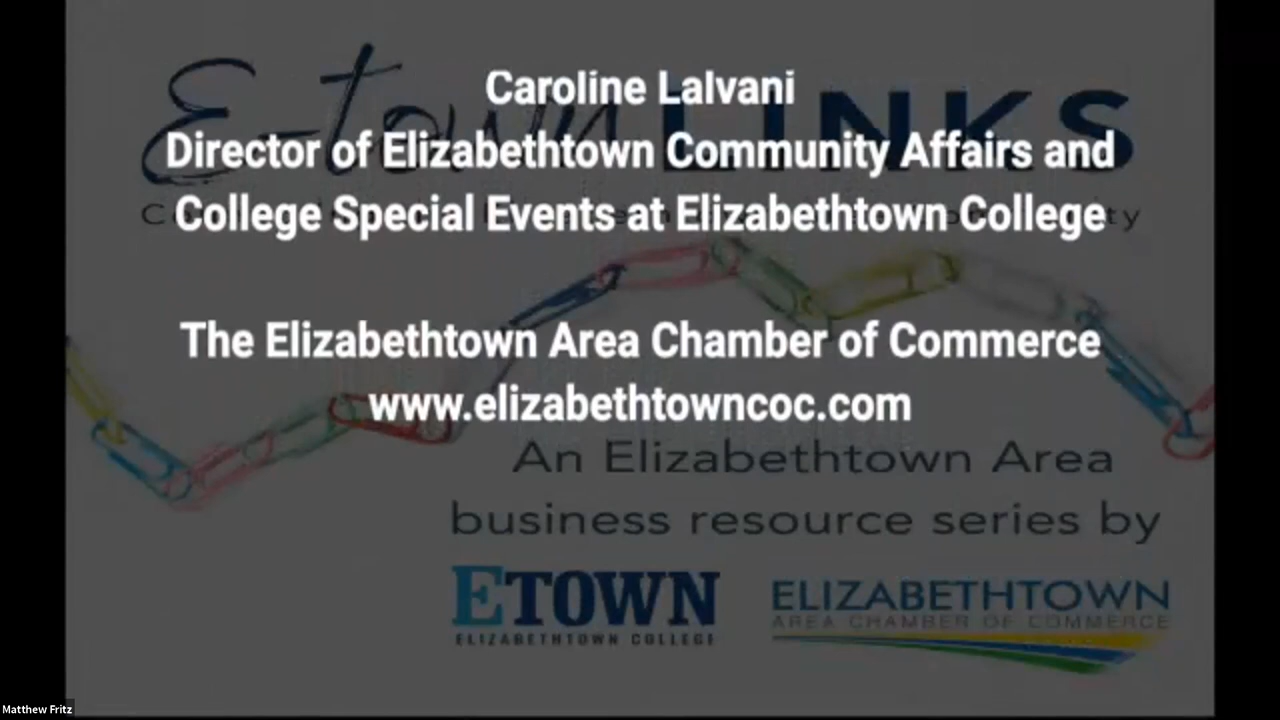 Caroline Lalvani
E-town LINKS
Director of Elizabethtown Community Affairs and
College Special Events at Elizabethtown College
The Elizabethtown Area Chamber of Commerce
www.elizabethtowncoc.com
An Elizabethtown Area
business resource series by
ETOWN
ELIZABETHTOWN COLLEGE
ELIZABETHTOWN
AREA CHAMBER OF COMMERCE
Matthew Fritz